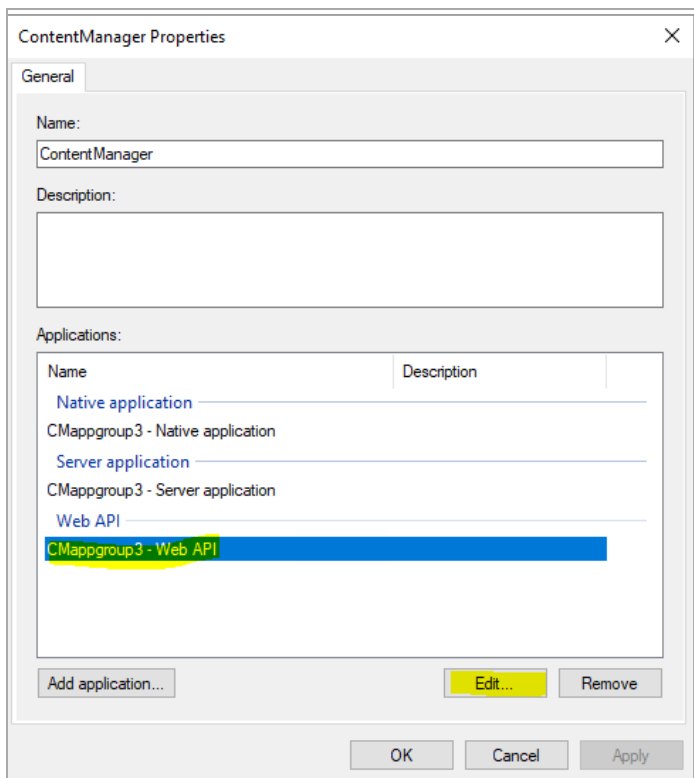 ContentManager Properties
General
Name:
ContentManager
Description:
Applications:
Name Description
Native application
CMappgroup3 - Native application
Server application
CMappgroup3 - Server application
Web API
CMappgroup3 - Web API
Add application... Edit... Remove
OK Cancel Apply